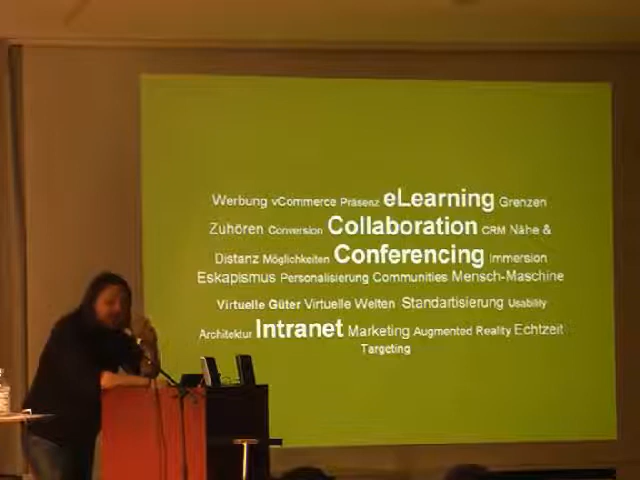 Werbung vCommerce Präsenz eLearning Grenzen
Zuhören Conversion Collaboration CRM Nähe &
Distanz Möglichkeiten Conferencing Immersion
Eskapismus Personalisierung Communities Mensch-Maschine
Virtuelle Güter Virtuelle Welten Standartisierung Usability
Architektur Intranet Marketing Augmented Reality Echtzeit
Targeting